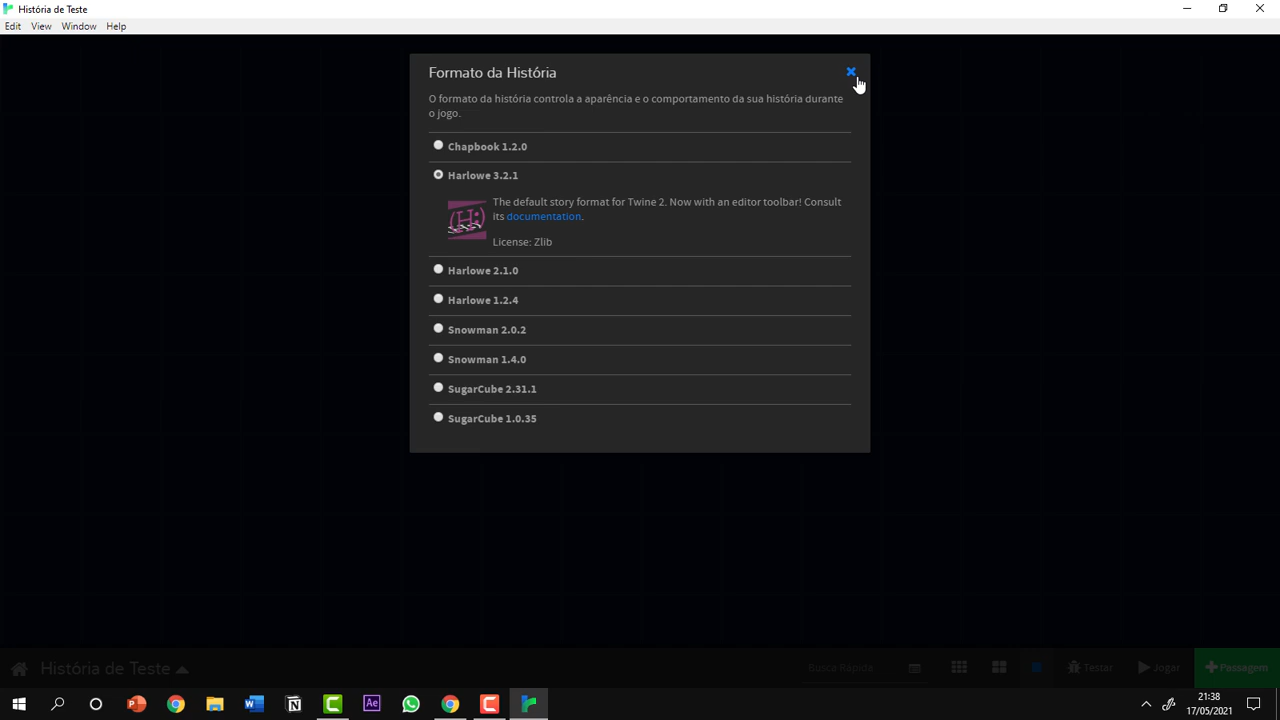 História de Teste
Edit View Window Help
Formato da História
O formato da história controla a aparência e o comportamento da sua história durante
o jogo.
Chapbook 1.2.0
Harlowe 3.2.1
The default story format for Twine 2. Now with an editor toolbar! Consult
its documentation.
License: Zlib
Harlowe 2.1.0
Harlowe 1.2.4
Snowman 2.0.2
Snowman 1.4.0
SugarCube 2.31.1
SugarCube 1.0.35
História de Teste Busca Rápida Testar Jogar +Passagem
21:38
17/05/2021